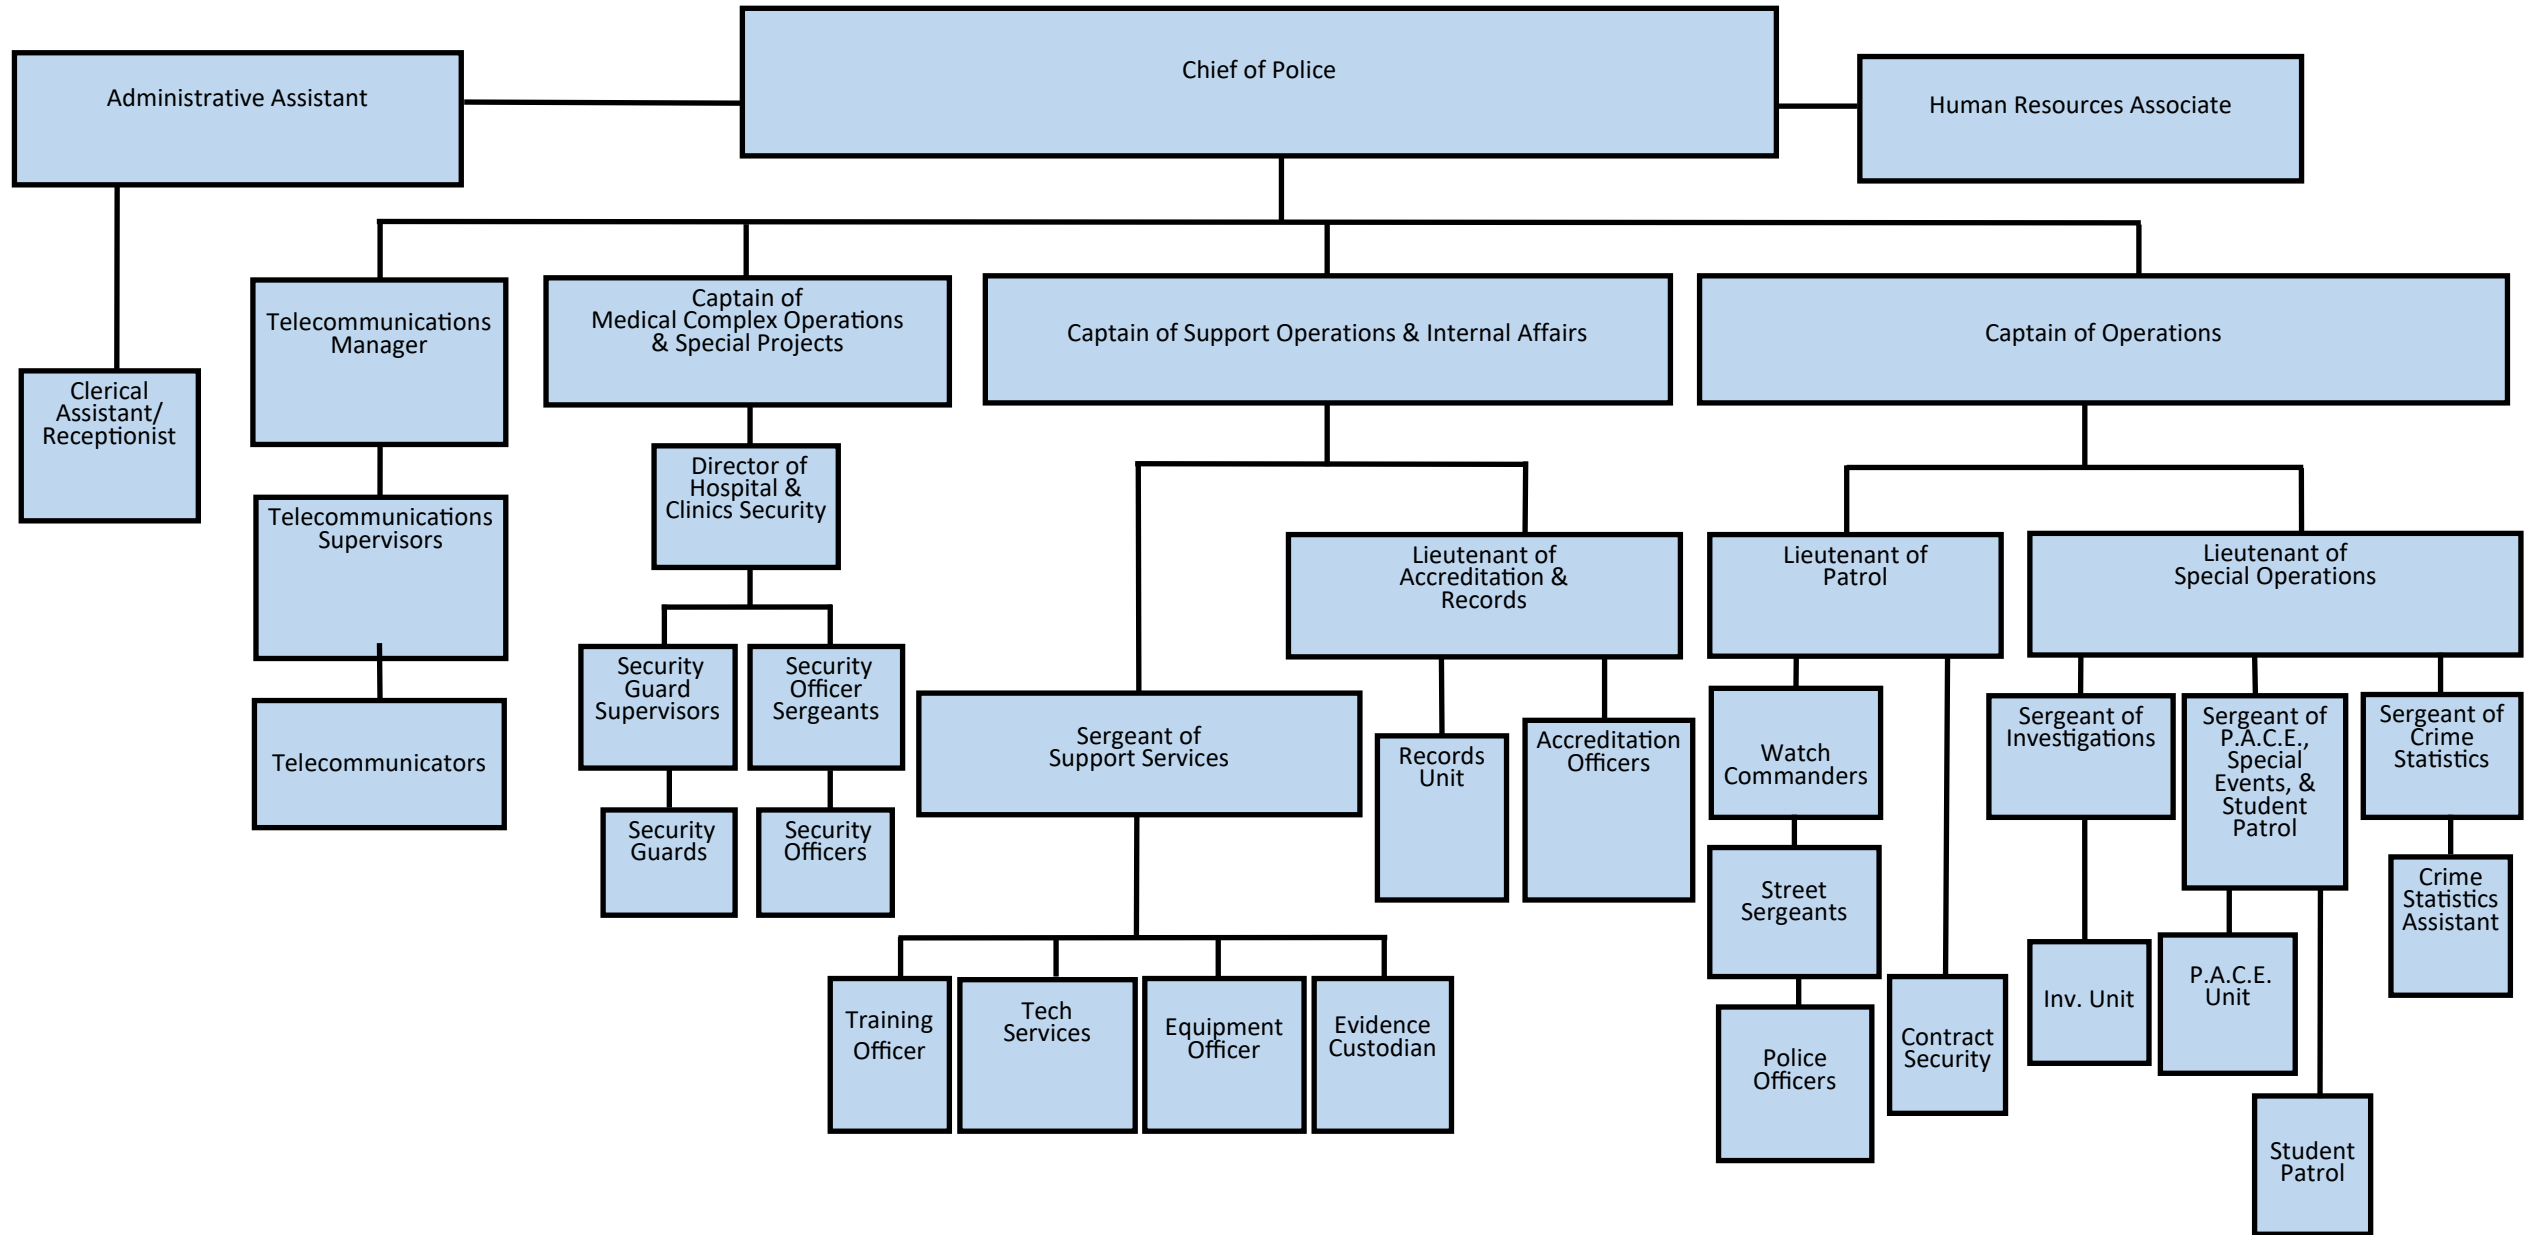 Chief of Police
Administrative Assistant
Human Resources Associate
Clerical
Assistant/
Receptionist
Telecommunications
Manager
Captain of
Medical Complex Operations
& Special Projects
Captain of Support Operations & Internal Affairs
Captain of Operations
Telecommunications
Supervisors
Director of
Hospital &
Clinics Security
Lieutenant of
Accreditation &
Records
Lieutenant of
Patrol
Lieutenant of
Special Operations
Telecommunicators
Security
Guard
Supervisors
Security
Officer
Sergeants
Sergeant of
Support Services
Records
Unit
Accreditation
Officers
Watch
Commanders
Sergeant of
Investigations
Sergeant of
P.A.C.E.,
Special
Events, &
Student
Patrol
Sergeant of
Crime
Statistics
Security
Guards
Security
Officers
Street
Sergeants
Crime
Statistics
Assistant
Training
Officer
Tech
Services
Equipment
Officer
Evidence
Custodian
Police
Officers
Contract
Security
Inv. Unit
P.A.C.E.
Unit
Student
Patrol